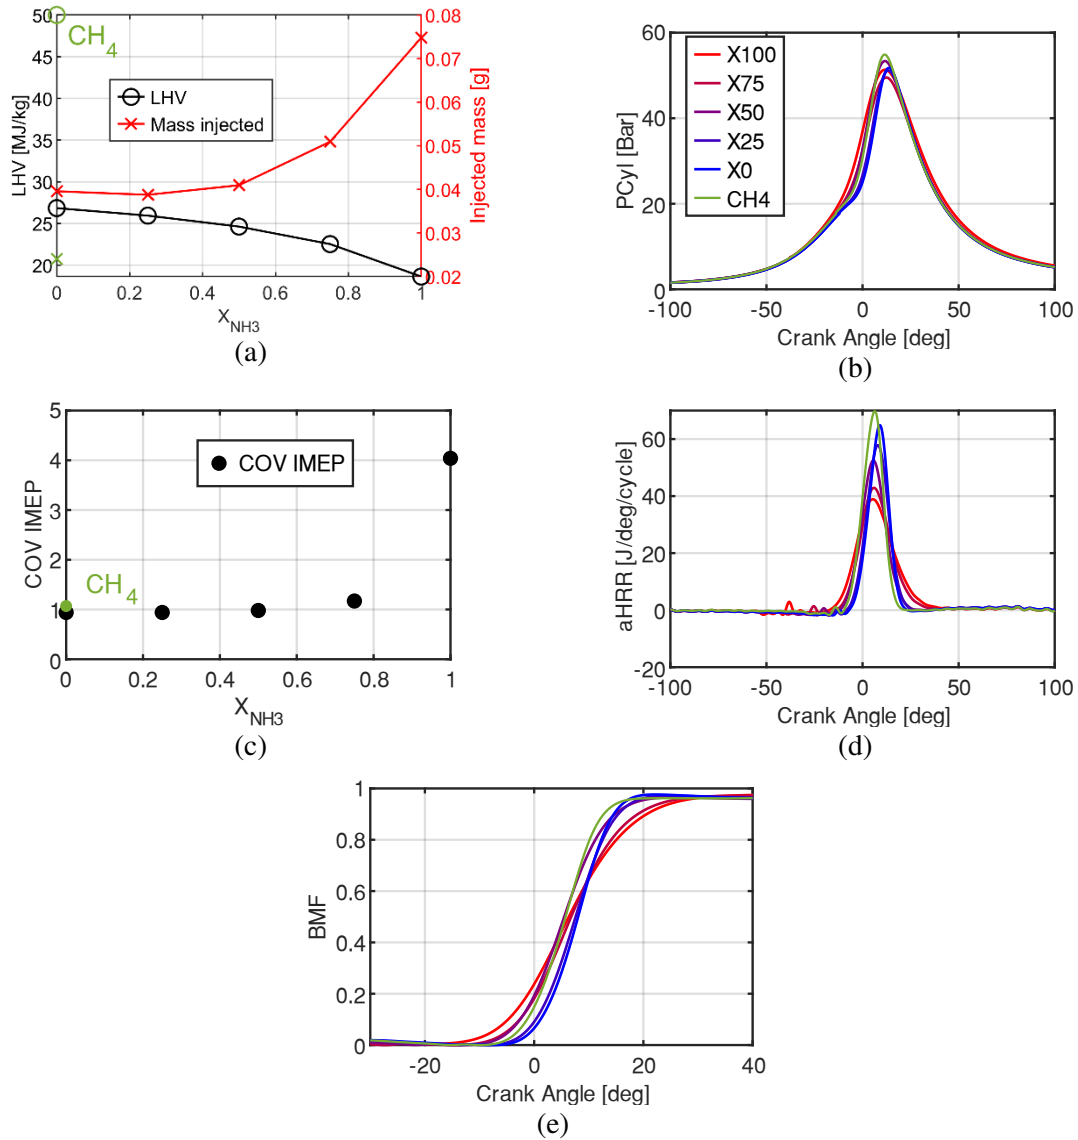 50
45
40
35
30
25
20
LHV [MJ/kg]
CH4
LHV
Mass injected
0.08
0.07
0.06
0.05
0.04
0.03
0.02
Injected mass [g]
0 0.2 0.4 0.6 0.8 1
XNH3
(a)
60
40
20
0
PCyl [Bar]
X100
X75
X50
X25
X0
CH4
-100 -50 0 50 100
Crank Angle [deg]
(b)
5
4
3
2
1
0
COV IMEP
COV IMEP
CH4
0 0.2 0.4 0.6 0.8 1
XNH3
(c)
60
40
20
0
-20
aHRR [J/deg/cycle]
-100 -50 0 50 100
Crank Angle [deg]
(d)
1
0.8
0.6
0.4
0.2
0
BMF
-20 0 20 40
Crank Angle [deg]
(e)